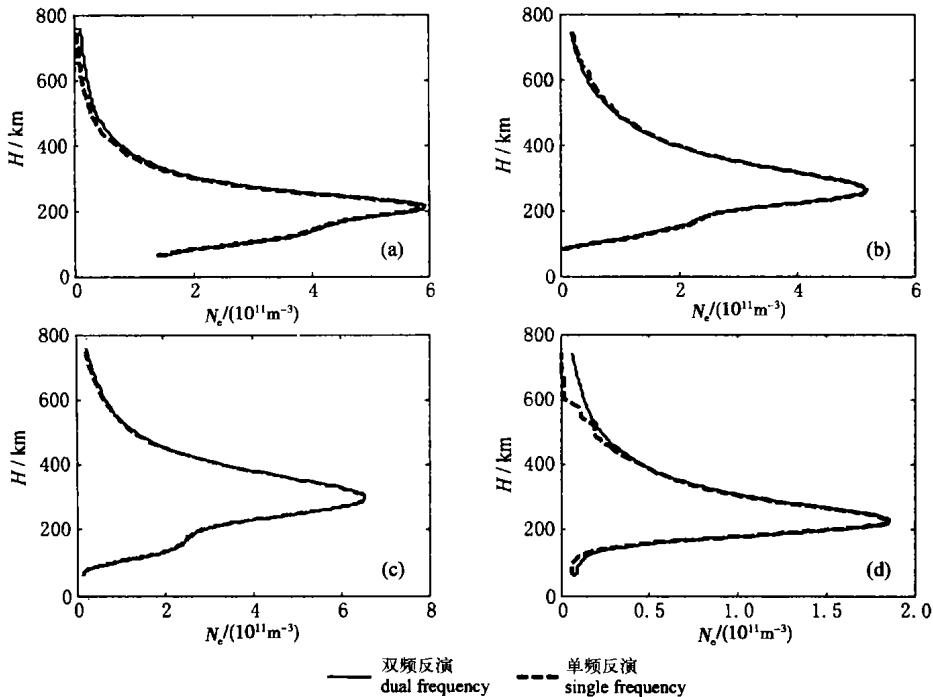 800
600
400
200
0
H / km
0
2
4
6
Nₑ/(10¹¹m⁻³)
(a)
800
600
400
200
0
H / km
0
2
4
6
Nₑ/(10¹¹m⁻³)
(b)
800
600
400
200
0
H / km
0
2
4
6
8
Nₑ/(10¹¹m⁻³)
(c)
800
600
400
200
0
H / km
0
0.5
1.0
1.5
2.0
Nₑ/(10¹¹m⁻³)
(d)
双频反演
dual frequency
单频反演
single frequency